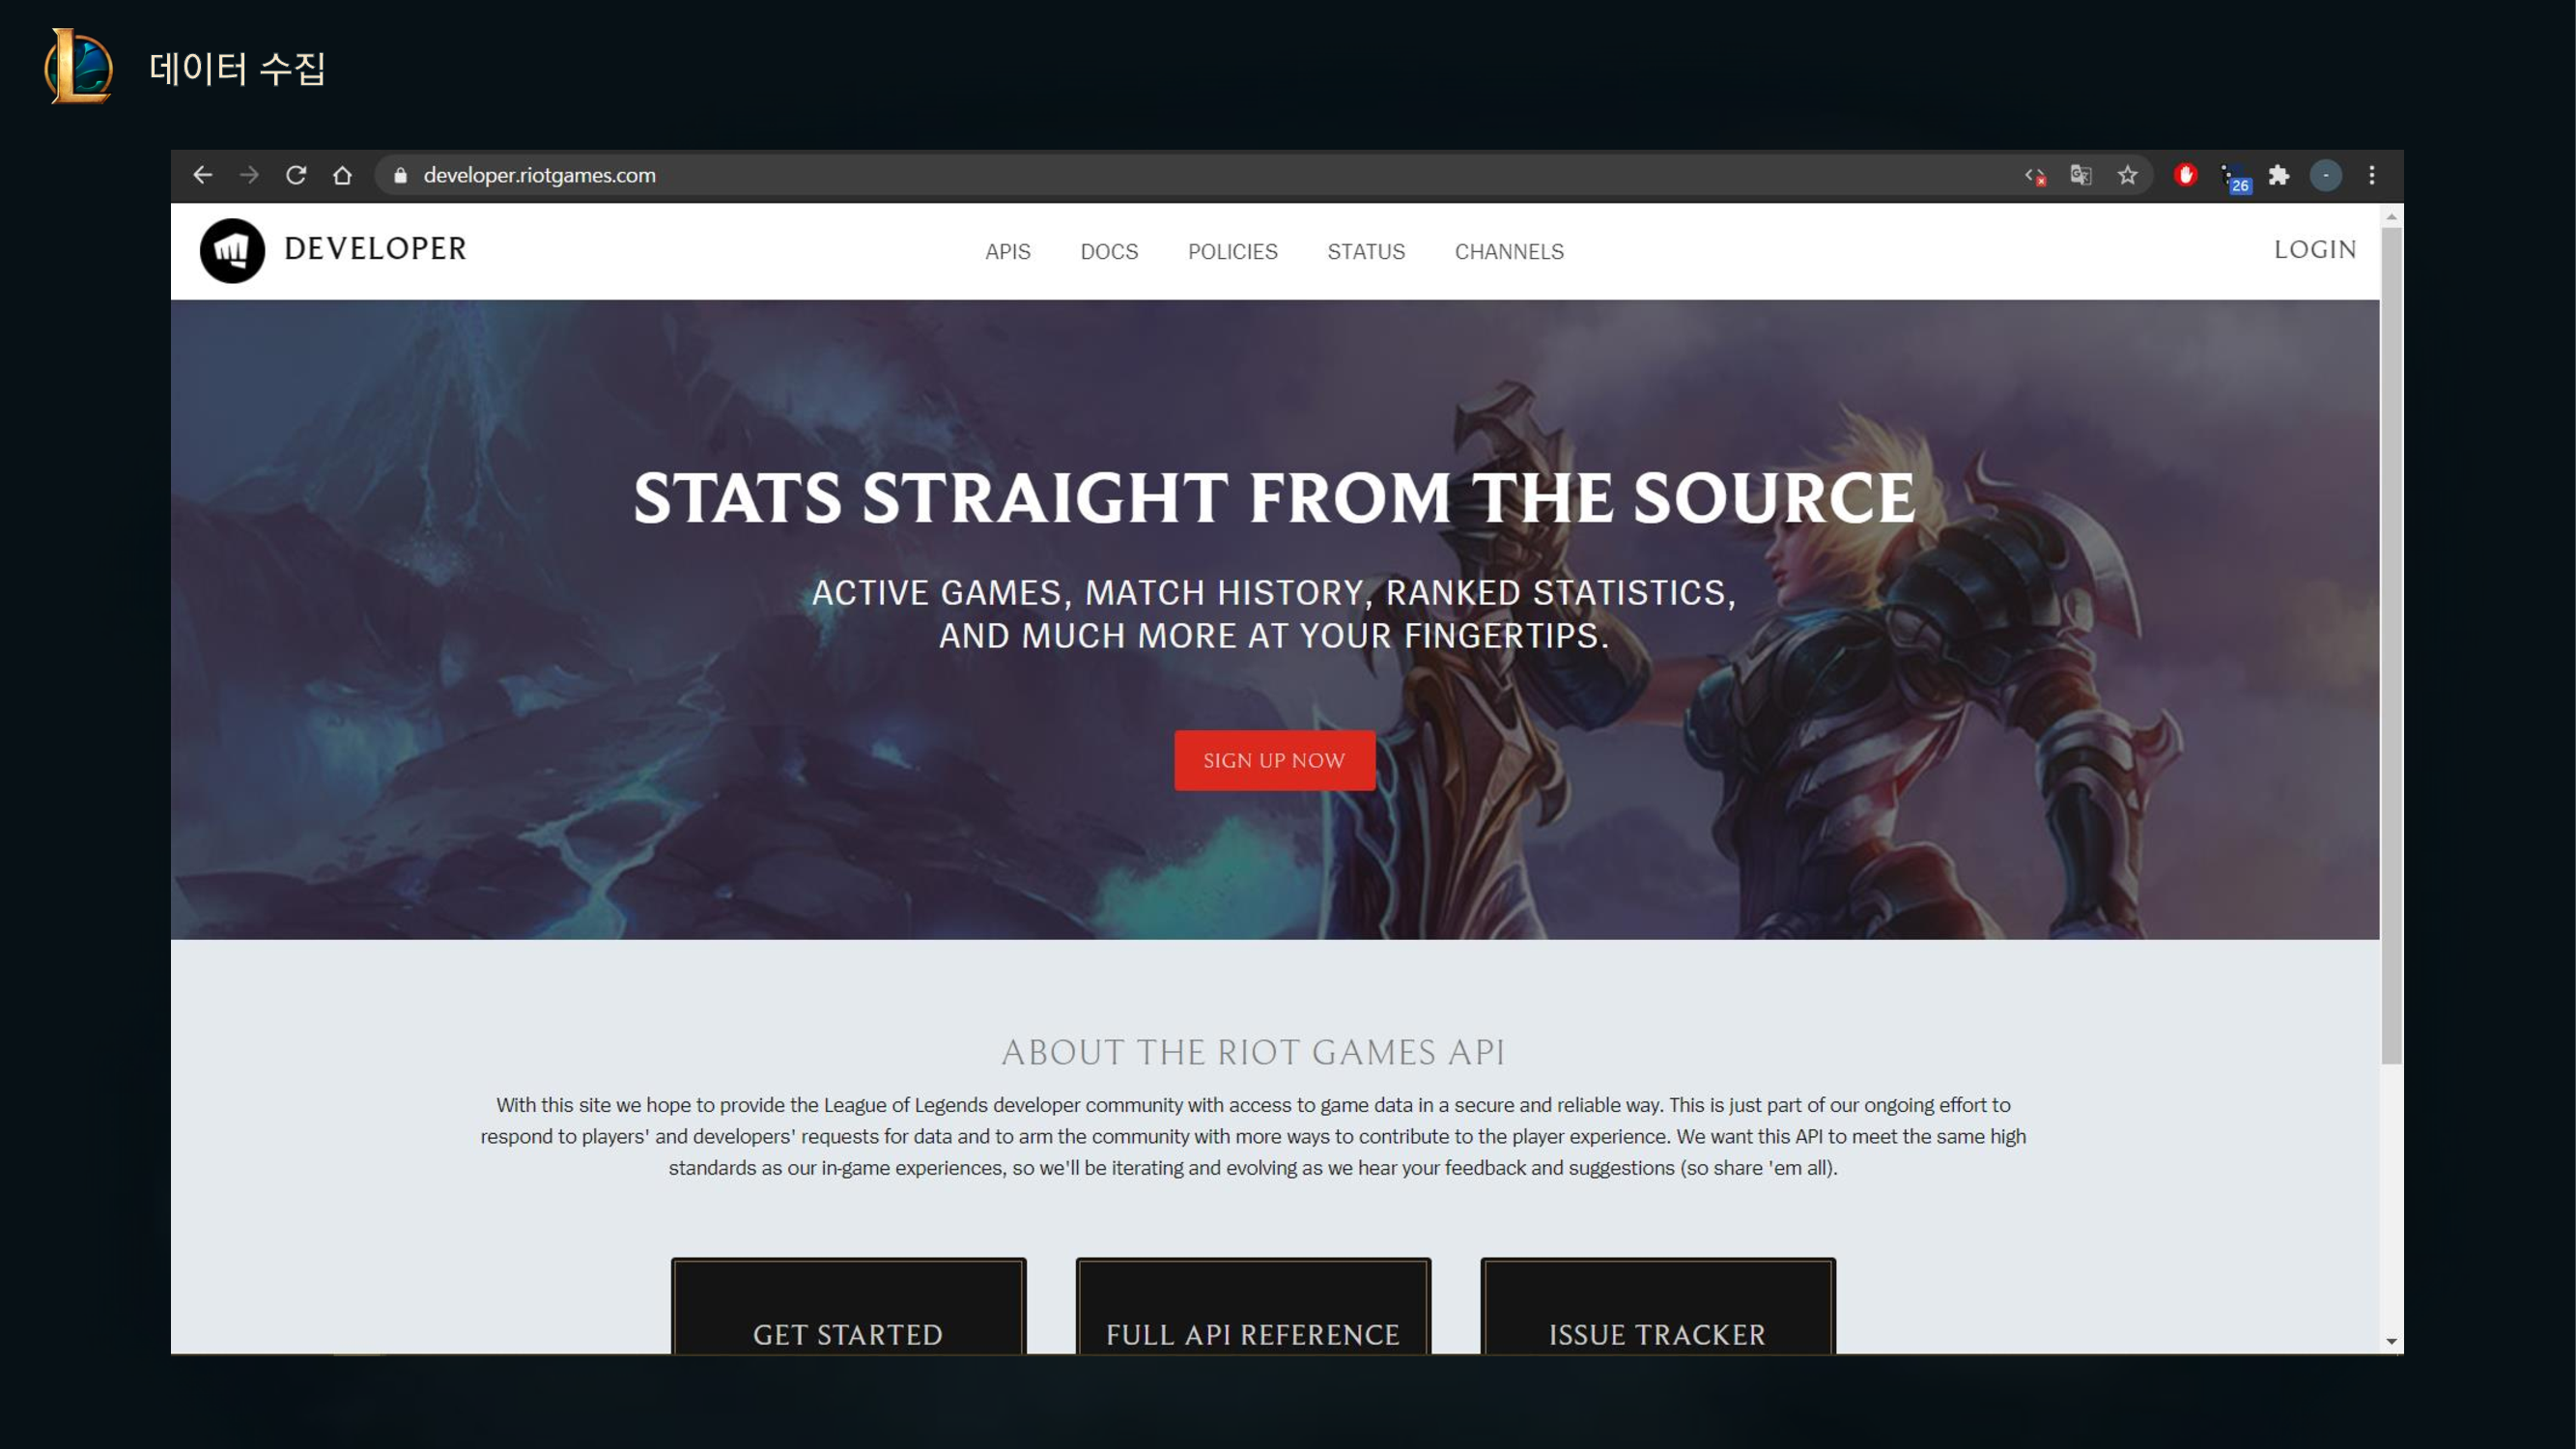 데이터 수집
developer.riotgames.com
26
DEVELOPER
APIS
DOCS
POLICIES
STATUS
CHANNELS
LOGIN
STATS STRAIGHT FROM THE SOURCE
ACTIVE GAMES, MATCH HISTORY, RANKED STATISTICS,
AND MUCH MORE AT YOUR FINGERTIPS.
SIGN UP NOW
ABOUT THE RIOT GAMES API
With this site we hope to provide the League of Legends developer community with access to game data in a secure and reliable way. This is just part of our ongoing effort to
respond to players' and developers' requests for data and to arm the community with more ways to contribute to the player experience. We want this API to meet the same high
standards as our in-game experiences, so we'll be iterating and evolving as we hear your feedback and suggestions (so share 'em all).
GET STARTED
FULL API REFERENCE
ISSUE TRACKER